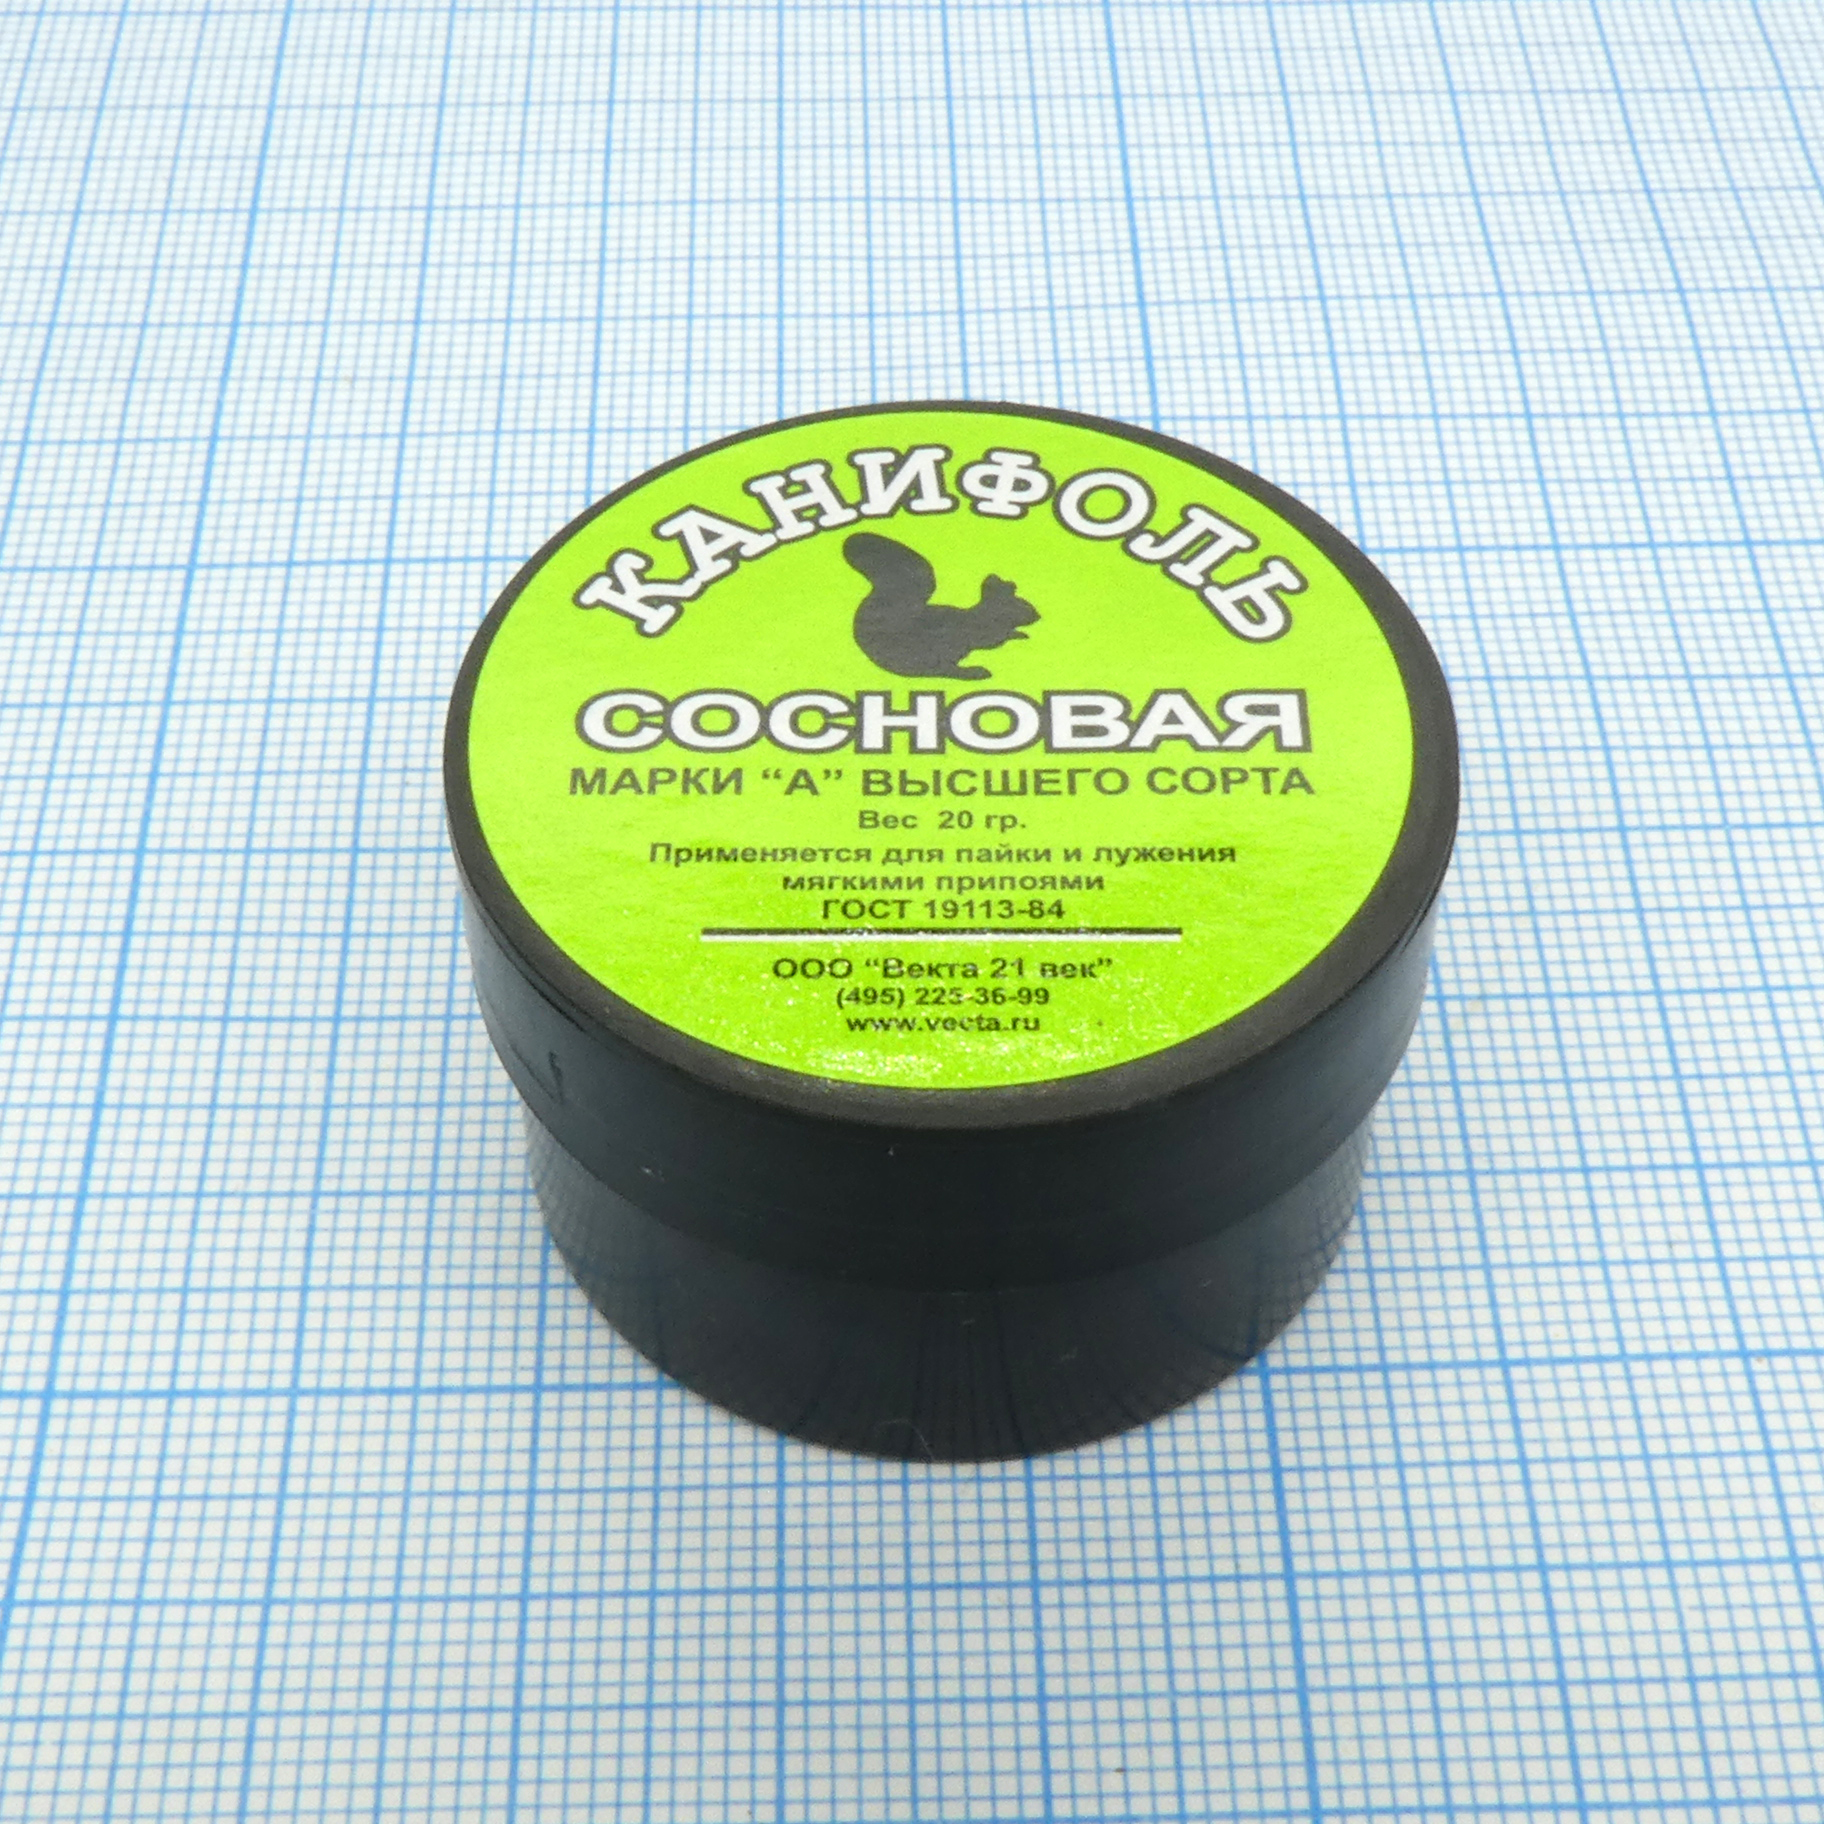 КАНИФОЛЬ
СОСНОВАЯ
МАРКИ “А” ВЫСШЕГО СОРТА
Вес 20 гр.
Применяется для пайки и лужения
мягкими припоями
ГОСТ 19113-84
ООО “Векта 21 век”
(495) 225-36-99
www.vecta.ru